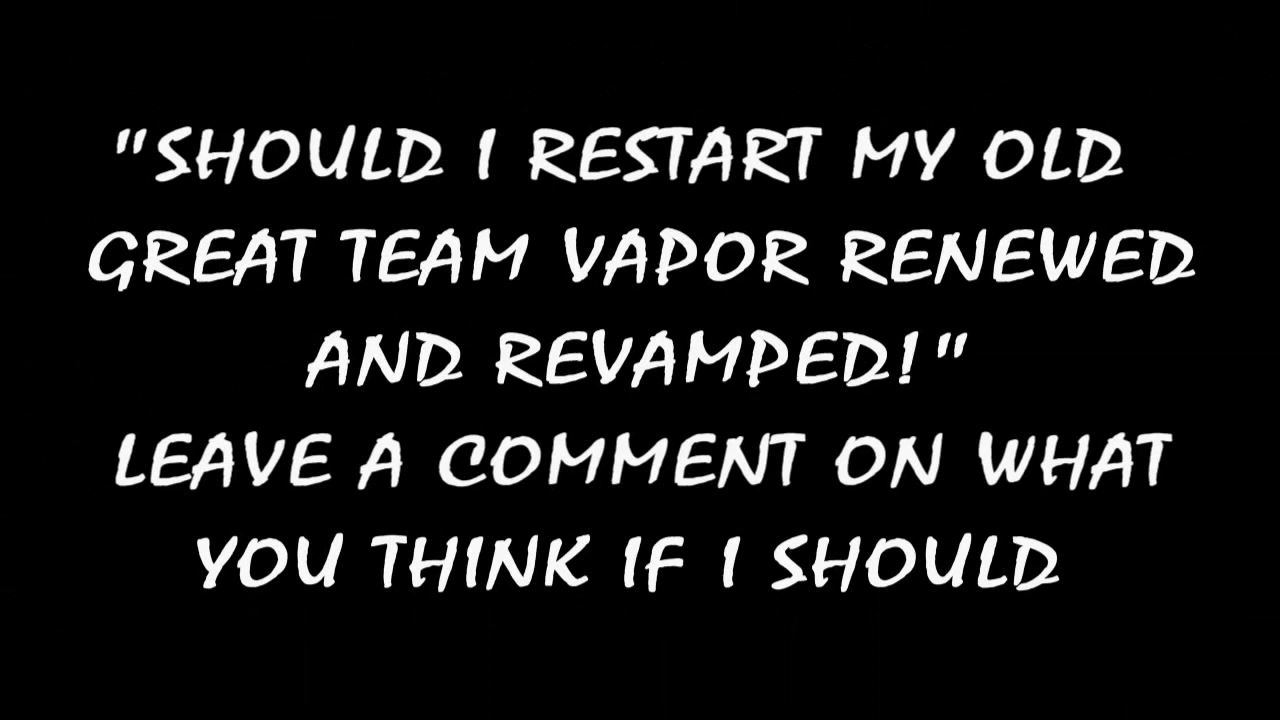 "SHOULD I RESTART MY OLD
GREAT TEAM VAPOR RENEWED
AND REVAMPED!"
LEAVE A COMMENT ON WHAT
YOU THINK IF I SHOULD